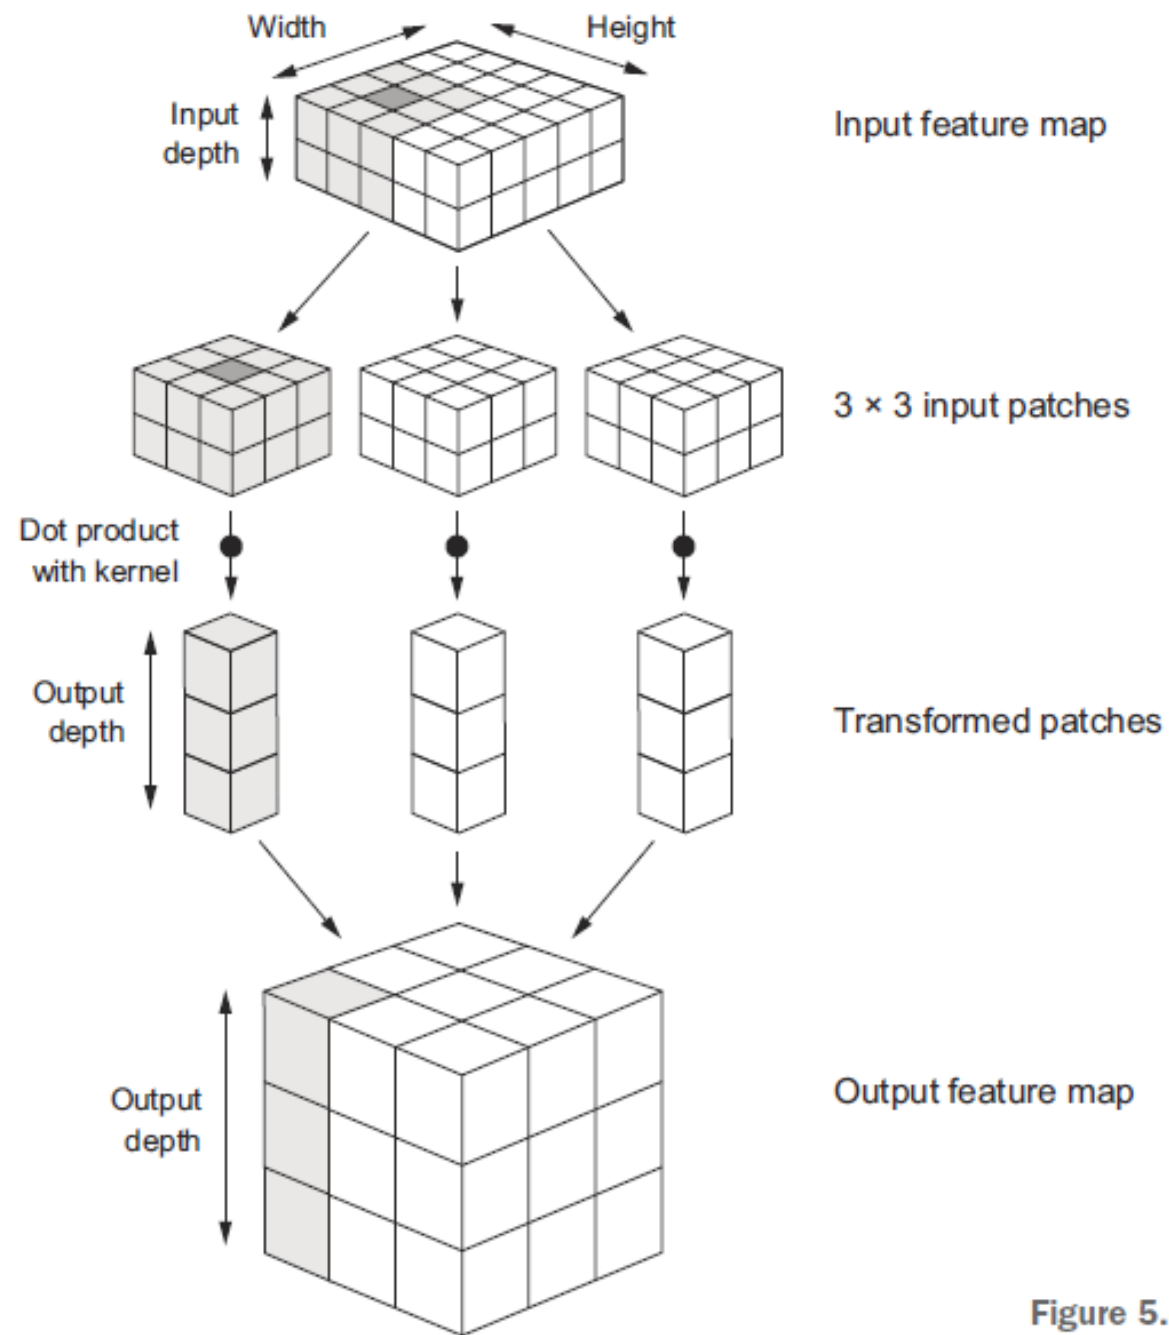 Width
Height
Input
depth
Input feature map
3 × 3 input patches
Dot product
with kernel
Output
depth
Transformed patches
Output
depth
Output feature map
Figure 5.